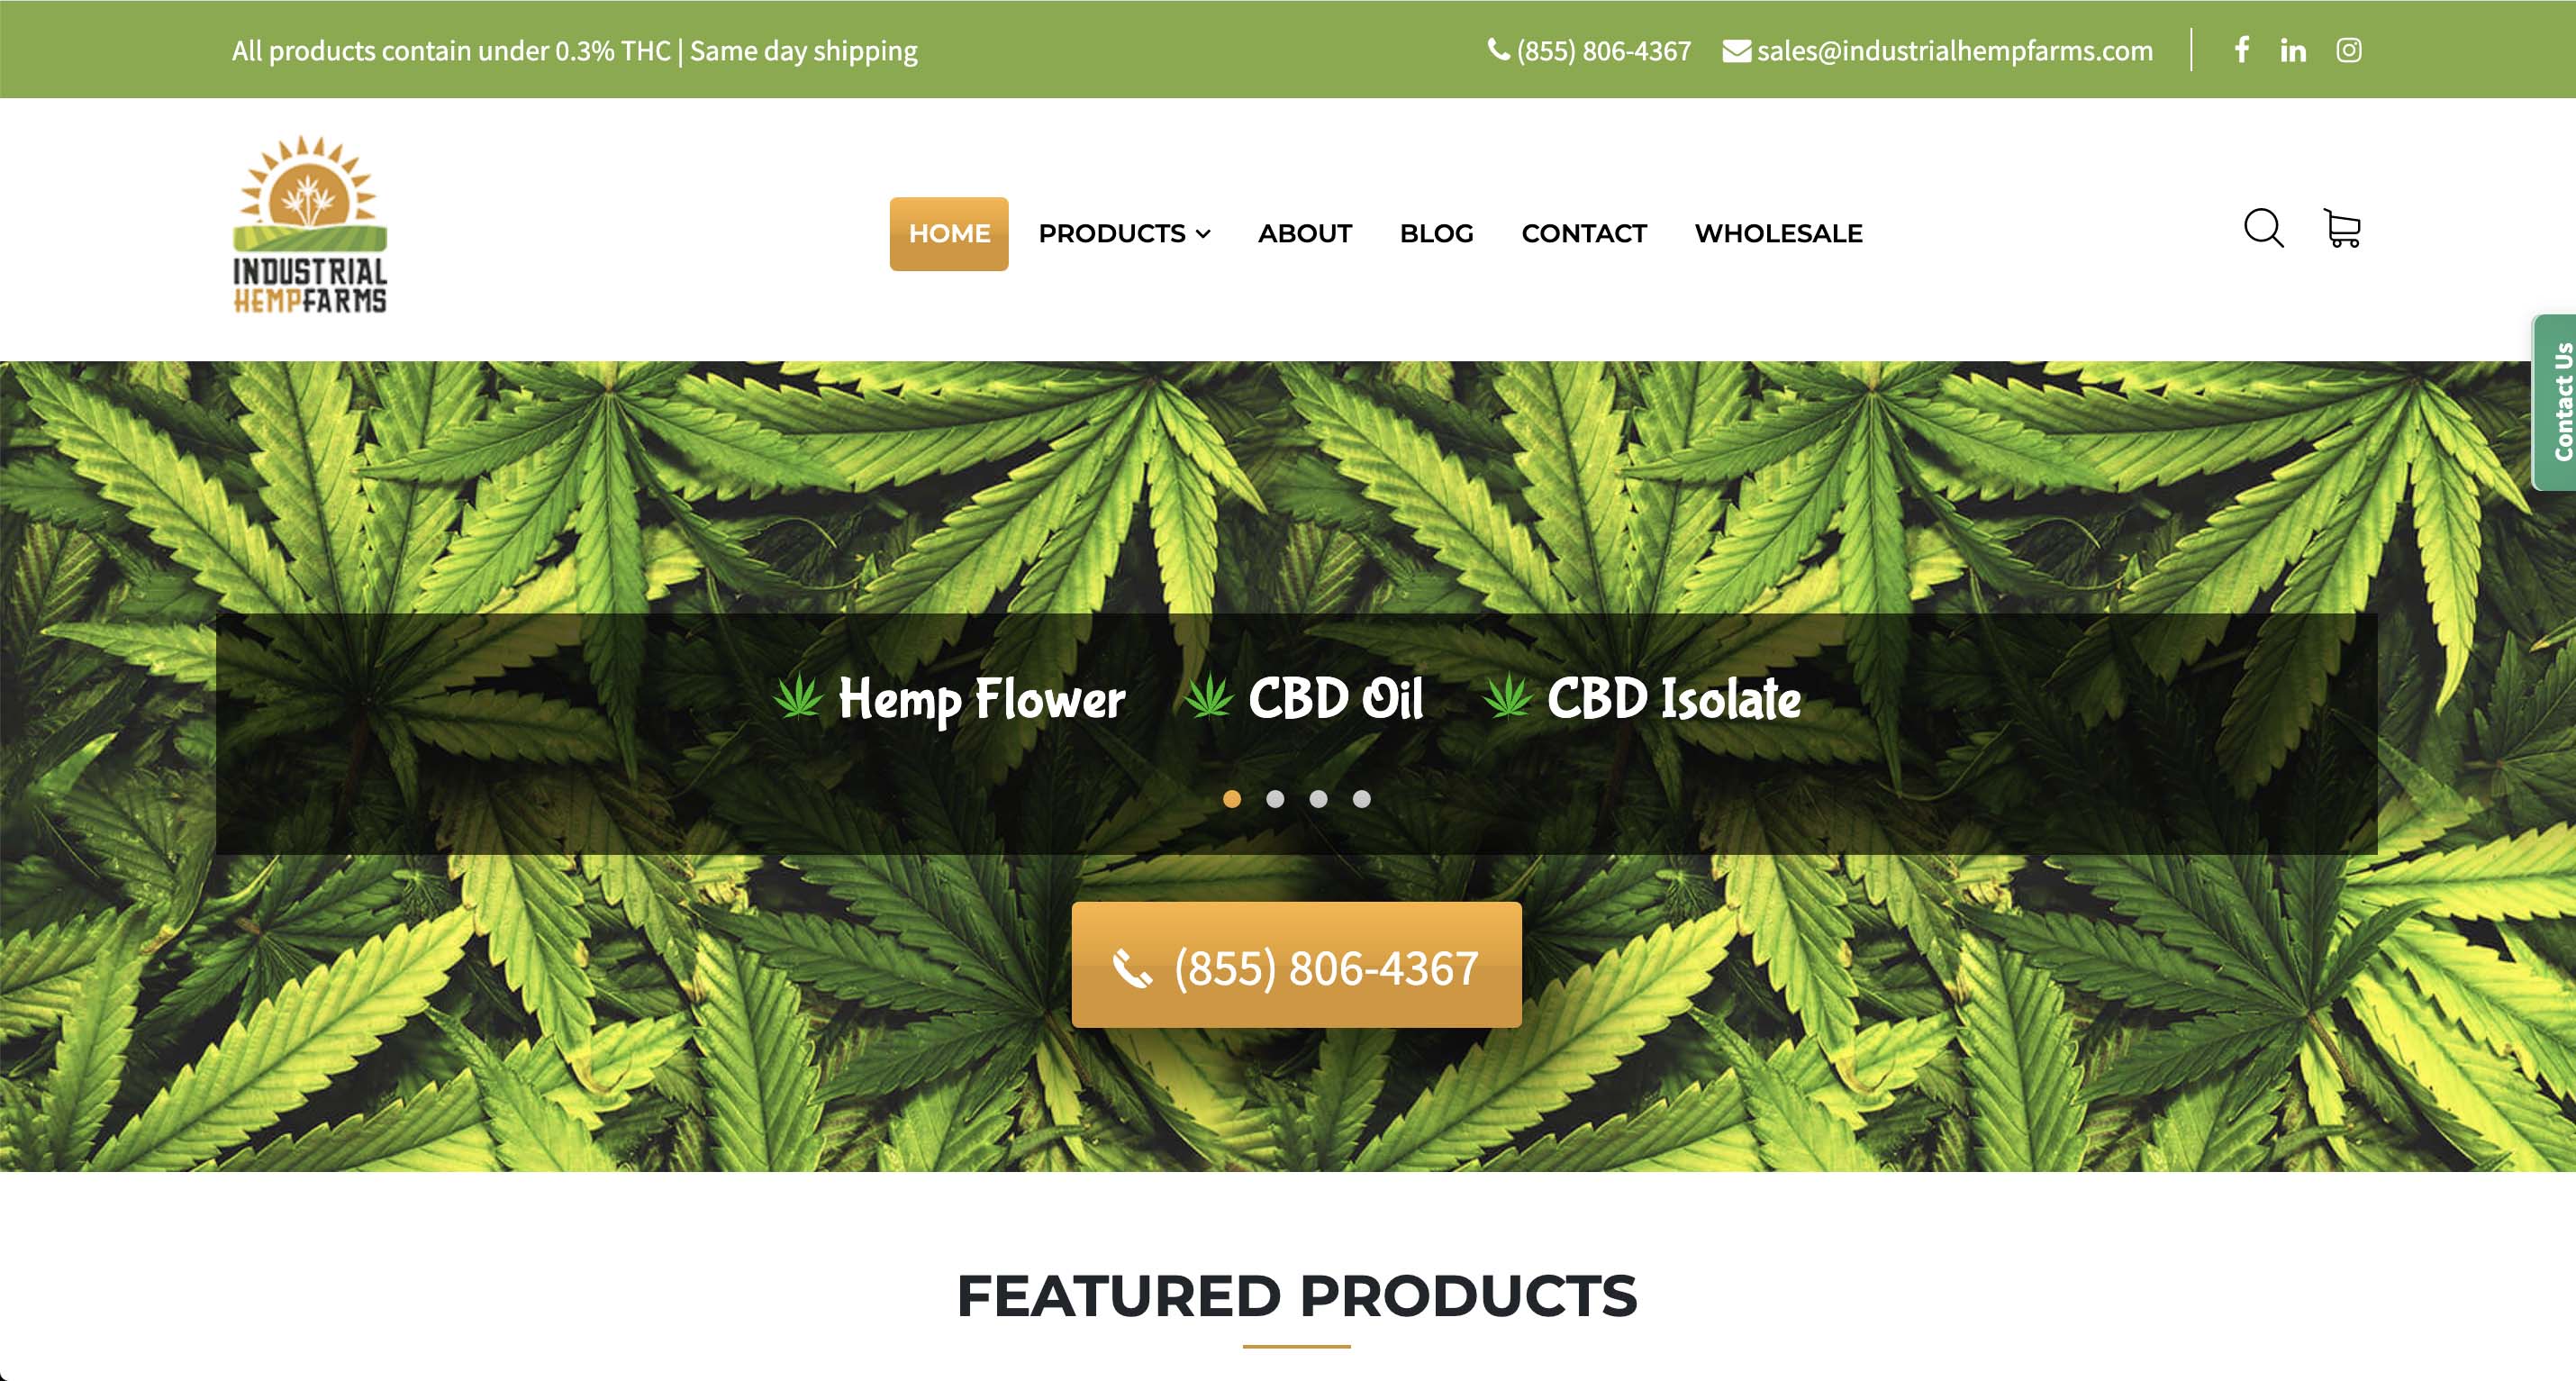 All products contain under 0.3% THC | Same day shipping
(855) 806-4367 sales@industrialhempfarms.com
INDUSTRIAL
HEMPFARMS
HOME PRODUCTS ABOUT BLOG CONTACT WHOLESALE
Contact Us
Hemp Flower CBD Oil CBD Isolate
(855) 806-4367
FEATURED PRODUCTS